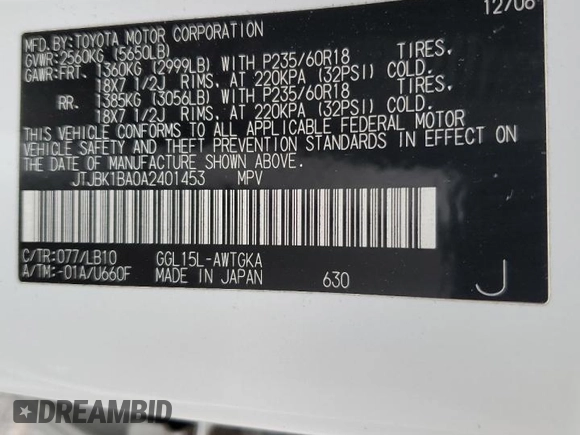 12/08
MFD. BY: TOYOTA MOTOR CORPORATION
GVWR: 2560KG (5650LB)
GAWR: FRT. 1360KG (2999LB) WITH P235/60R18 TIRES,
18X7 1/2J RIMS, AT 220KPA (32PSI) COLD.
RR. 1385KG (3056LB) WITH P235/60R18 TIRES,
18X7 1/2J RIMS, AT 220KPA (32PSI) COLD.
THIS VEHICLE CONFORMS TO ALL APPLICABLE FEDERAL MOTOR
VEHICLE SAFETY AND THEFT PREVENTION STANDARDS IN EFFECT ON
THE DATE OF MANUFACTURE SHOWN ABOVE.
JTJBK1BA0A2401453 MPV
C/TR: 077/LB10 GGL15L-AWTGKA
A/TM: -01A/U660F MADE IN JAPAN 630 J
DREAMBID